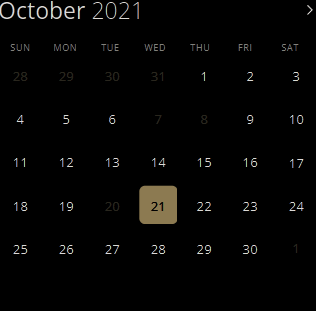 October 2021
SUN MON TUE WED THU FRI SAT
28 29 30 31 1 2 3
4 5 6 7 8 9 10
11 12 13 14 15 16 17
18 19 20 21 22 23 24
25 26 27 28 29 30 1